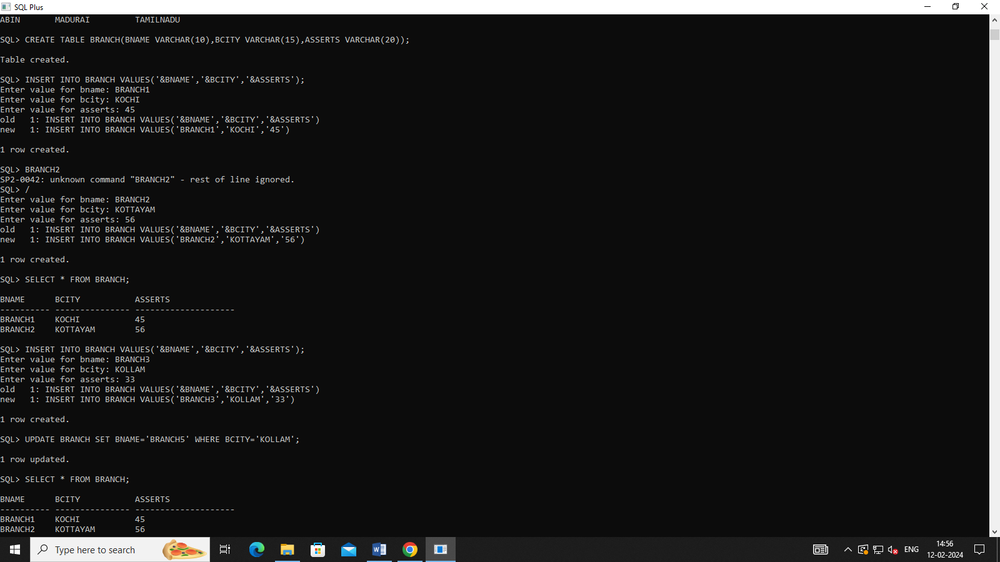 SQL Plus
ABIN       MADURAI         TAMILNADU
SQL> CREATE TABLE BRANCH(BNAME VARCHAR(10),BCITY VARCHAR(15),ASSERTS VARCHAR(20));
Table created.
SQL> INSERT INTO BRANCH VALUES('&BNAME','&BCITY','&ASSERTS');
Enter value for bname: BRANCH1
Enter value for bcity: KOCHI
Enter value for asserts: 45
old   1: INSERT INTO BRANCH VALUES('&BNAME','&BCITY','&ASSERTS')
new   1: INSERT INTO BRANCH VALUES('BRANCH1','KOCHI','45')
1 row created.
SQL> BRANCH2
SP2-0042: unknown command "BRANCH2" - rest of line ignored.
SQL> /
Enter value for bname: BRANCH2
Enter value for bcity: KOTTAYAM
Enter value for asserts: 56
old   1: INSERT INTO BRANCH VALUES('&BNAME','&BCITY','&ASSERTS')
new   1: INSERT INTO BRANCH VALUES('BRANCH2','KOTTAYAM','56')
1 row created.
SQL> SELECT * FROM BRANCH;
BNAME      BCITY           ASSERTS
---------- --------------- --------------------
BRANCH1    KOCHI           45
BRANCH2    KOTTAYAM        56
SQL> INSERT INTO BRANCH VALUES('&BNAME','&BCITY','&ASSERTS');
Enter value for bname: BRANCH3
Enter value for bcity: KOLLAM
Enter value for asserts: 33
old   1: INSERT INTO BRANCH VALUES('&BNAME','&BCITY','&ASSERTS')
new   1: INSERT INTO BRANCH VALUES('BRANCH3','KOLLAM','33')
1 row created.
SQL> UPDATE BRANCH SET BNAME='BRANCH5' WHERE BCITY='KOLLAM';
1 row updated.
SQL> SELECT * FROM BRANCH;
BNAME      BCITY           ASSERTS
---------- --------------- --------------------
BRANCH1    KOCHI           45
BRANCH2    KOTTAYAM        56
Type here to search
ENG
14:56
12-02-2024